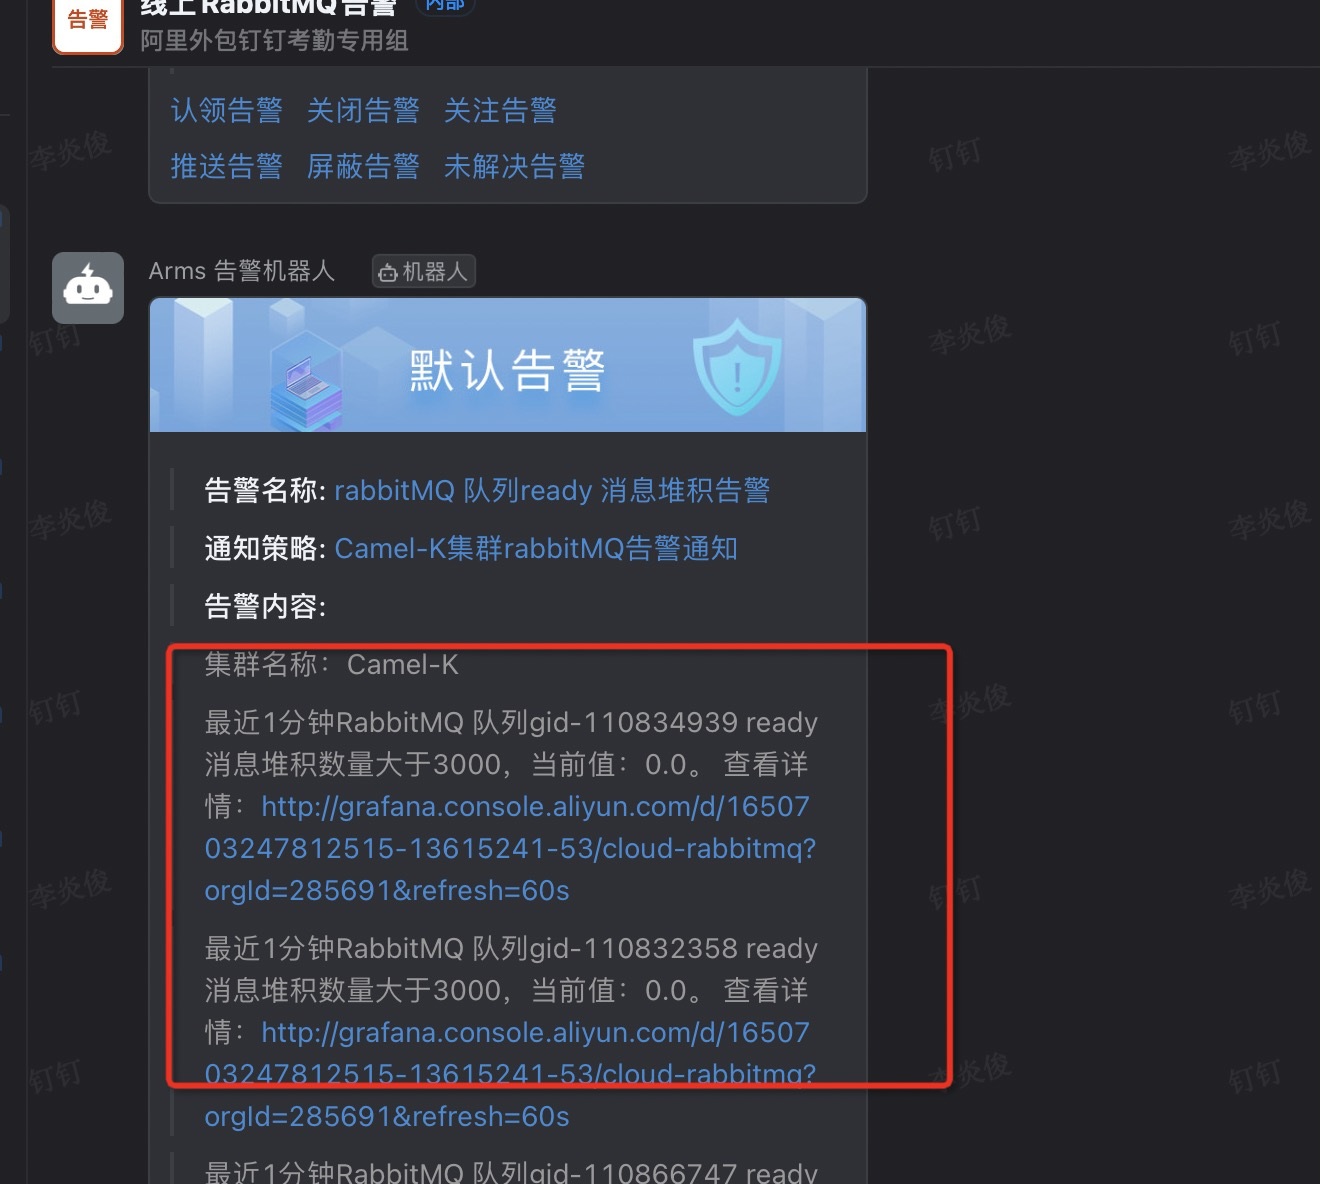 告警
线上RabbitMQ告警 内部
阿里外包钉钉考勤专用组
认领告警 关闭告警 关注告警
推送告警 屏蔽告警 未解决告警
Arms 告警机器人 机器人
默认告警
告警名称: rabbitMQ 队列ready 消息堆积告警
通知策略: Camel-K集群rabbitMQ告警通知
告警内容:
集群名称：Camel-K
最近1分钟RabbitMQ 队列gid-110834939 ready
消息堆积数量大于3000，当前值：0.0。 查看详
情：http://grafana.console.aliyun.com/d/16507
03247812515-13615241-53/cloud-rabbitmq?
orgId=285691&refresh=60s
最近1分钟RabbitMQ 队列gid-110832358 ready
消息堆积数量大于3000，当前值：0.0。 查看详
情：http://grafana.console.aliyun.com/d/16507
03247812515-13615241-53/cloud-rabbitmq?
orgId=285691&refresh=60s
最近1分钟RabbitMQ 队列gid-110866747 ready
李炎俊
钉钉
李炎俊
钉钉
李炎俊
钉钉
李炎俊
钉钉
李炎俊
钉钉
李炎俊
钉钉
李炎俊
钉钉
李炎俊
钉钉
李炎俊
钉钉